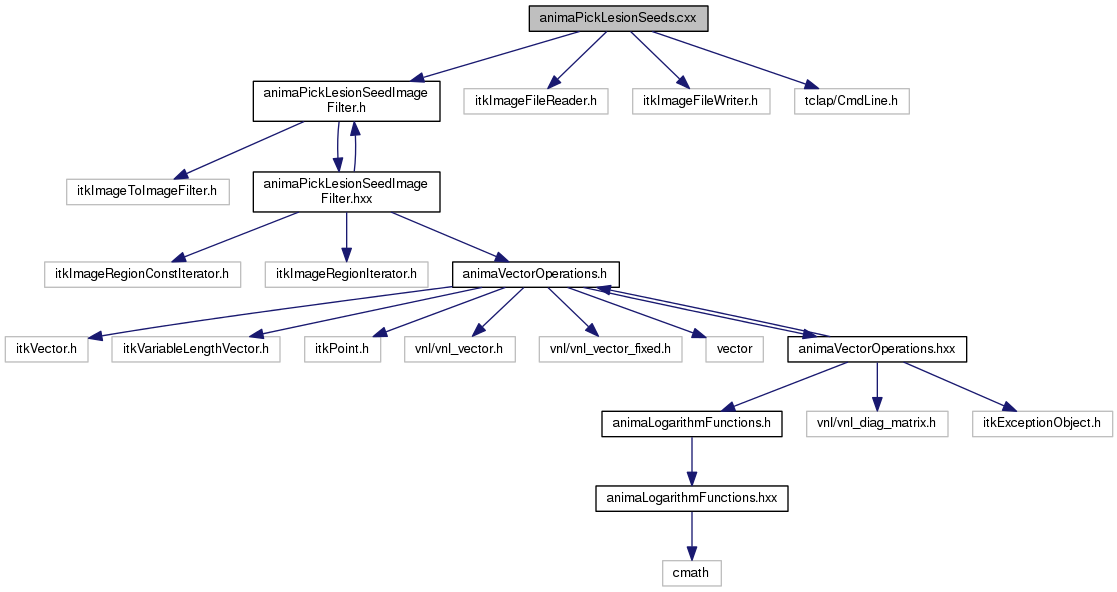 animaPickLesionSeeds.cxx
animaPickLesionSeedImage
Filter.h
itkImageFileReader.h
itkImageFileWriter.h
tclap/CmdLine.h
itkImageToImageFilter.h
animaPickLesionSeedImage
Filter.hxx
itkImageRegionConstIterator.h
itkImageRegionIterator.h
animaVectorOperations.h
itkVector.h
itkVariableLengthVector.h
itkPoint.h
vnl/vnl_vector.h
vnl/vnl_vector_fixed.h
vector
animaVectorOperations.hxx
animaLogarithmFunctions.h
vnl/vnl_diag_matrix.h
itkExceptionObject.h
animaLogarithmFunctions.hxx
cmath